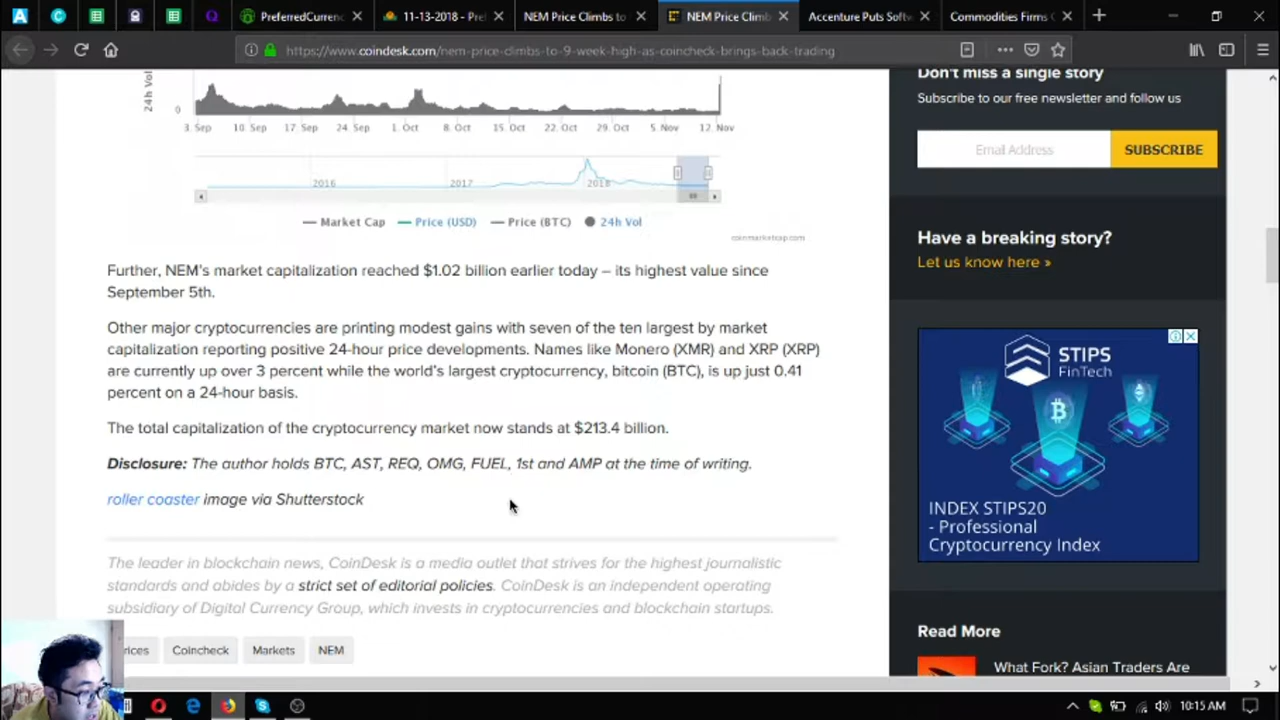 PreferredCurrenc
11-13-2018 - Pref
NEM Price Climbs to
NEM Price Climb
Accenture Puts Softw
Commodities Firms
https://www.coindesk.com/nem-price-climbs-to-9-week-high-as-coincheck-brings-back-trading
24h Vol
0
3. Sep 10. Sep 17. Sep 24. Sep 1. Oct 8. Oct 15. Oct 22. Oct 29. Oct 5. Nov 12. Nov
2016 2017 2018
Market Cap Price (USD) Price (BTC) 24h Vol
coinmarketcap.com
Further, NEM's market capitalization reached $1.02 billion earlier today – its highest value since
September 5th.
Other major cryptocurrencies are printing modest gains with seven of the ten largest by market
capitalization reporting positive 24-hour price developments. Names like Monero (XMR) and XRP (XRP)
are currently up over 3 percent while the world's largest cryptocurrency, bitcoin (BTC), is up just 0.41
percent on a 24-hour basis.
The total capitalization of the cryptocurrency market now stands at $213.4 billion.
Disclosure: The author holds BTC, AST, REQ, OMG, FUEL, 1st and AMP at the time of writing.
roller coaster image via Shutterstock
The leader in blockchain news, CoinDesk is a media outlet that strives for the highest journalistic
standards and abides by a strict set of editorial policies. CoinDesk is an independent operating
subsidiary of Digital Currency Group, which invests in cryptocurrencies and blockchain startups.
rices Coincheck Markets NEM
Don't miss a single story
Subscribe to our free newsletter and follow us
Email Address SUBSCRIBE
Have a breaking story?
Let us know here »
STIPS
FinTech
INDEX STIPS20
- Professional
Cryptocurrency Index
Read More
What Fork? Asian Traders Are
10:15 AM